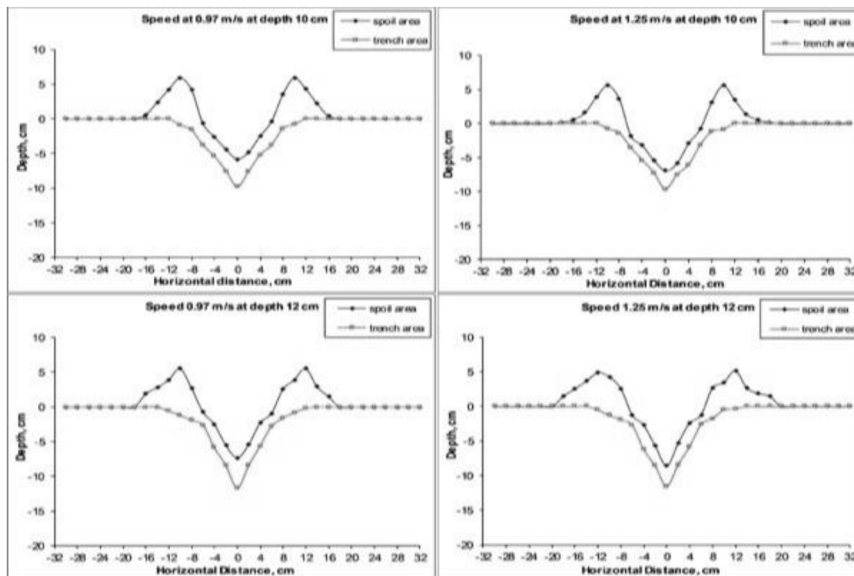 Speed at 0.97 m/s at depth 10 cm
spoil area
trench area
10
5
0
-5
-10
-15
-20
Depth, cm
-32 -28 -24 -20 -16 -12 -8 -4 0 4 8 12 16 20 24 28 32
Horizontal distance, cm
Speed at 1.25 m/s at depth 10 cm
spoil area
trench area
10
5
0
-5
-10
-15
-20
Depth, cm
-32 -28 -24 -20 -16 -12 -8 -4 0 4 8 12 16 20 24 28 32
Horizontal Distance, cm
Speed 0.97 m/s at depth 12 cm
spoil area
trench area
10
5
0
-5
-10
-15
-20
Depth, cm
-32 -28 -24 -20 -16 -12 -8 -4 0 4 8 12 16 20 24 28 32
Horizontal Distance, cm
Speed 1.25 m/s at depth 12 cm
spoil area
trench area
10
5
0
-5
-10
-15
-20
Depth, cm
-32 -28 -24 -20 -16 -12 -8 -4 0 4 8 12 16 20 24 28 32
Horizontal Distance, cm